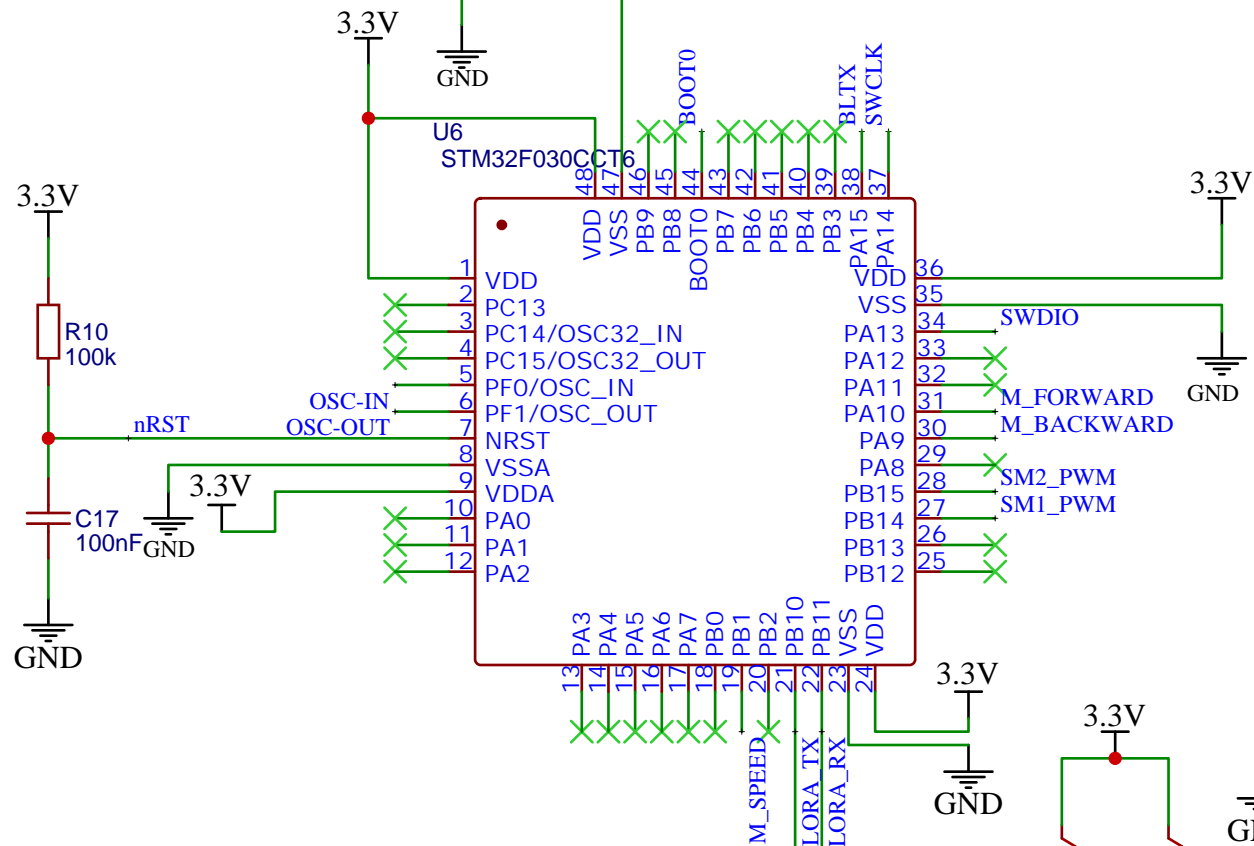 3.3V
GND
BOOT0
BLTX
SWCLK
U6
STM32F030CCT6
48
47
46
45
44
43
42
41
40
39
38
37
VDD
VSS
PB9
PB8
BOOT0
PB7
PB6
PB5
PB4
PB3
PA15
PA14
3.3V
3.3V
R10
100k
nRST
C17
100nF
GND
OSC-IN
OSC-OUT
GND
3.3V
1 VDD
2 PC13
3 PC14/OSC32_IN
4 PC15/OSC32_OUT
5 PF0/OSC_IN
6 PF1/OSC_OUT
7 NRST
8 VSSA
9 VDDA
10 PA0
11 PA1
12 PA2
VDD 36
VSS 35
PA13 34 SWDIO
PA12 33
PA11 32
PA10 31 M_FORWARD
PA9 30 M_BACKWARD
PA8 29
PB15 28 SM2_PWM
PB14 27 SM1_PWM
PB13 26
PB12 25
GND
PA3
PA4
PA5
PA6
PA7
PB0
PB1
PB2
PB10
PB11
VSS
VDD
13
14
15
16
17
18
19
20
21
22
23
24
M_SPEED
LORA_TX
LORA_RX
3.3V
GND
3.3V